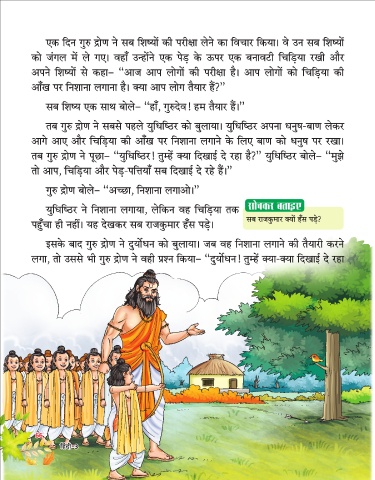 एक दिन गुरु द्रोण ने सब शिष्यों की परीक्षा लेने का विचार किया। वे उन सब शिष्यों
को जंगल में ले गए। वहाँ उन्होंने एक पेड़ के ऊपर एक बनावटी चिड़िया रखी और
अपने शिष्यों से कहा– “आज आप लोगों की परीक्षा है। आप लोगों को चिड़िया की
आँख पर निशाना लगाना है। क्या आप लोग तैयार हैं?”
सब शिष्य एक साथ बोले– “हाँ, गुरुदेव! हम तैयार हैं।”
तब गुरु द्रोण ने सबसे पहले युधिष्ठिर को बुलाया। युधिष्ठिर अपना धनुष-बाण लेकर
आगे आए और चिड़िया की आँख पर निशाना लगाने के लिए बाण को धनुष पर रखा।
तब गुरु द्रोण ने पूछा– “युधिष्ठिर! तुम्हें क्या दिखाई दे रहा है?” युधिष्ठिर बोले– “मुझे
तो आप, चिड़िया और पेड़-पत्तियाँ सब दिखाई दे रहे हैं।”
गुरु द्रोण बोले– “अच्छा, निशाना लगाओ।”
युधिष्ठिर ने निशाना लगाया, लेकिन वह चिड़िया तक
पहुँचा ही नहीं। यह देखकर सब राजकुमार हँस पड़े।
सोचकर बताइए
सब राजकुमार क्यों हँस पड़े?
इसके बाद गुरु द्रोण ने दुर्योधन को बुलाया। जब वह निशाना लगाने की तैयारी करने
लगा, तो उससे भी गुरु द्रोण ने वही प्रश्न किया– “दुर्योधन! तुम्हें क्या-क्या दिखाई दे रहा
हिंदी-3